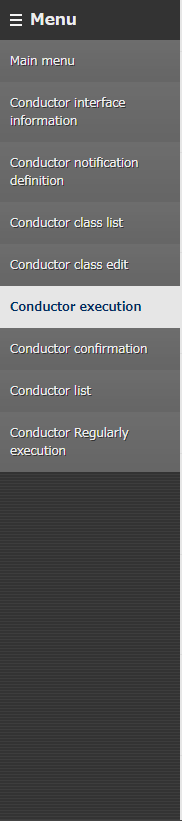 Menu
Main menu
Conductor interface
information
Conductor notification
definition
Conductor class list
Conductor class edit
Conductor execution
Conductor confirmation
Conductor list
Conductor Regularly
execution